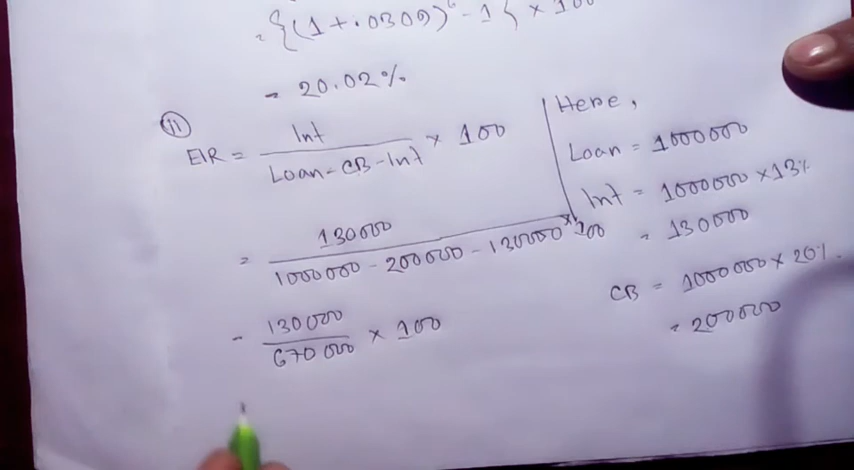 = {(1+.0309)⁶ - 1} × 100
= 20.02%
(ii)
EIR = Int / Loan-CB-Int × 100
= 130000 / 1000000 - 200000 - 130000 × 100
= 130000 / 670000 × 100
Here,
Loan = 1000000
Int = 1000000 × 13%
= 130000
CB = 1000000 × 20%.
= 200000